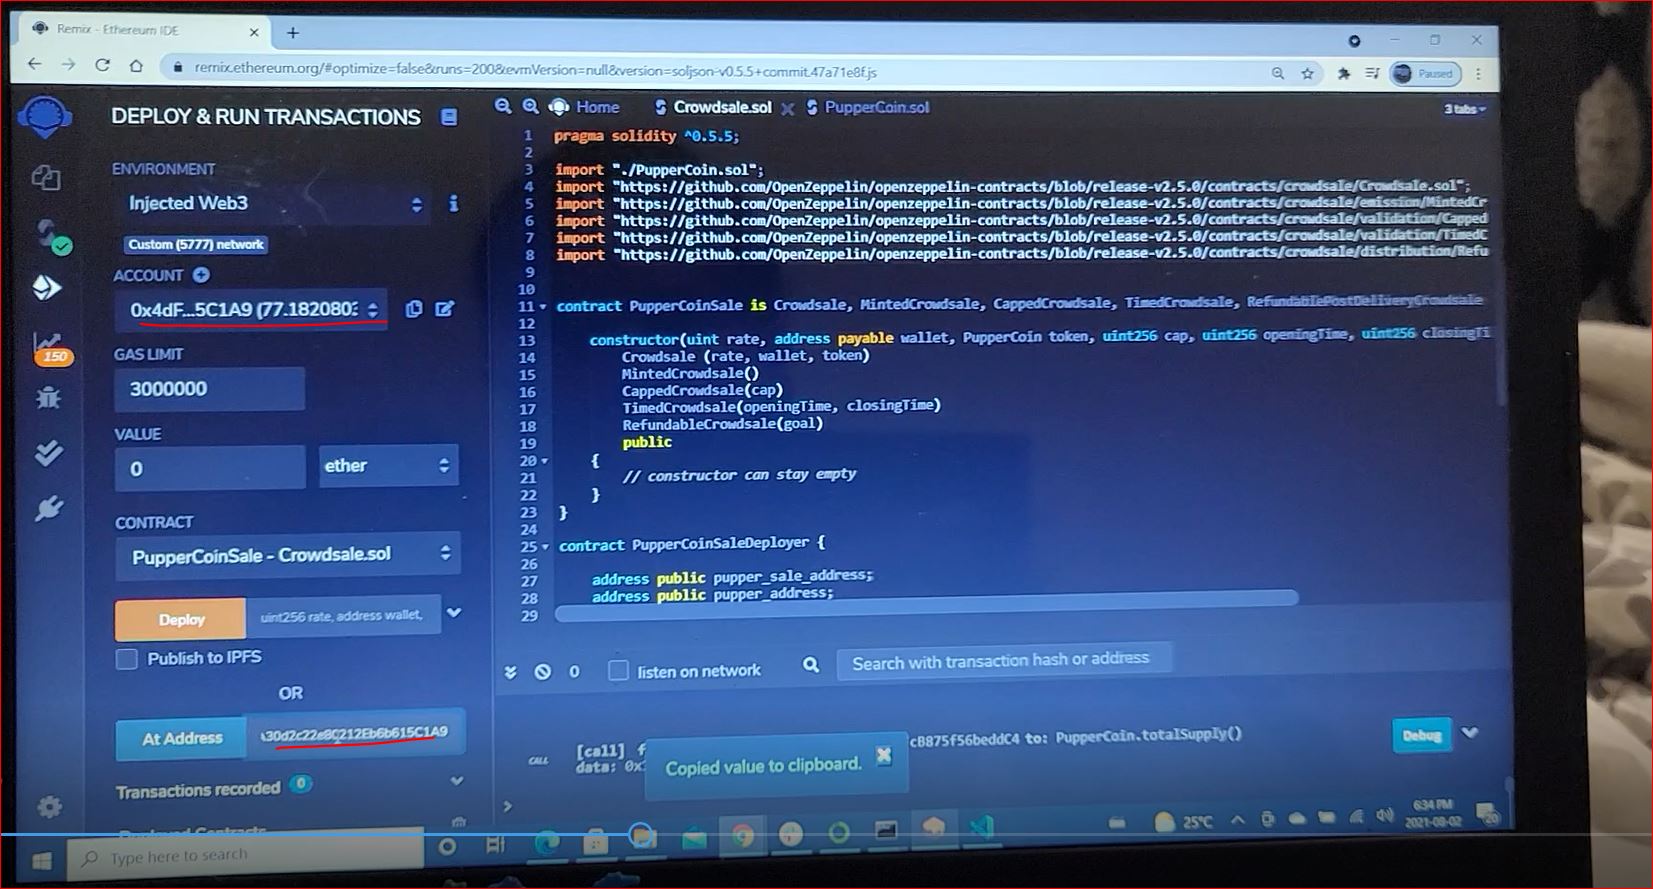 Remix - Ethereum IDE
remix.ethereum.org/#optimize=false&runs=200&evmVersion=null&version=soljson-v0.5.5+commit.47a71e8f.js
Paused
DEPLOY & RUN TRANSACTIONS
ENVIRONMENT
Injected Web3
i
Custom (5777) network
ACCOUNT
0x4dF...5C1A9 (77.1820803
150
GAS LIMIT
3000000
VALUE
0
ether
CONTRACT
PupperCoinSale - Crowdsale.sol
Deploy
uint256 rate, address wallet,
Publish to IPFS
OR
At Address
30d2c22e8C212Eb6b615C1A9
Transactions recorded 0
Deployed Contracts
Home
Crowdsale.sol
PupperCoin.sol
3 tabs
1 pragma solidity ^0.5.5;
2
3 import "./PupperCoin.sol";
4 import "https://github.com/OpenZeppelin/openzeppelin-contracts/blob/release-v2.5.0/contracts/crowdsale/Crowdsale.sol";
5 import "https://github.com/OpenZeppelin/openzeppelin-contracts/blob/release-v2.5.0/contracts/crowdsale/emission/MintedCr
6 import "https://github.com/OpenZeppelin/openzeppelin-contracts/blob/release-v2.5.0/contracts/crowdsale/validation/Capped
7 import "https://github.com/OpenZeppelin/openzeppelin-contracts/blob/release-v2.5.0/contracts/crowdsale/validation/TimedC
8 import "https://github.com/OpenZeppelin/openzeppelin-contracts/blob/release-v2.5.0/contracts/crowdsale/distribution/Refu
9
10
11 contract PupperCoinSale is Crowdsale, MintedCrowdsale, CappedCrowdsale, TimedCrowdsale, RefundablePostDeliveryCrowdsale
12
13 constructor(uint rate, address payable wallet, PupperCoin token, uint256 cap, uint256 openingTime, uint256 closingTi
14 Crowdsale (rate, wallet, token)
15 MintedCrowdsale()
16 CappedCrowdsale(cap)
17 TimedCrowdsale(openingTime, closingTime)
18 RefundableCrowdsale(goal)
19 public
20 {
21 // constructor can stay empty
22 }
23 }
24
25 contract PupperCoinSaleDeployer {
26
27 address public pupper_sale_address;
28 address public pupper_address;
29
0
listen on network
Search with transaction hash or address
CALL
[call] f
cB875f56beddC4 to: PupperCoin.totalSupply()
data: 0x
Debug
Copied value to clipboard.
>
Type here to search
25°C
6:34 PM
2021-08-02
20